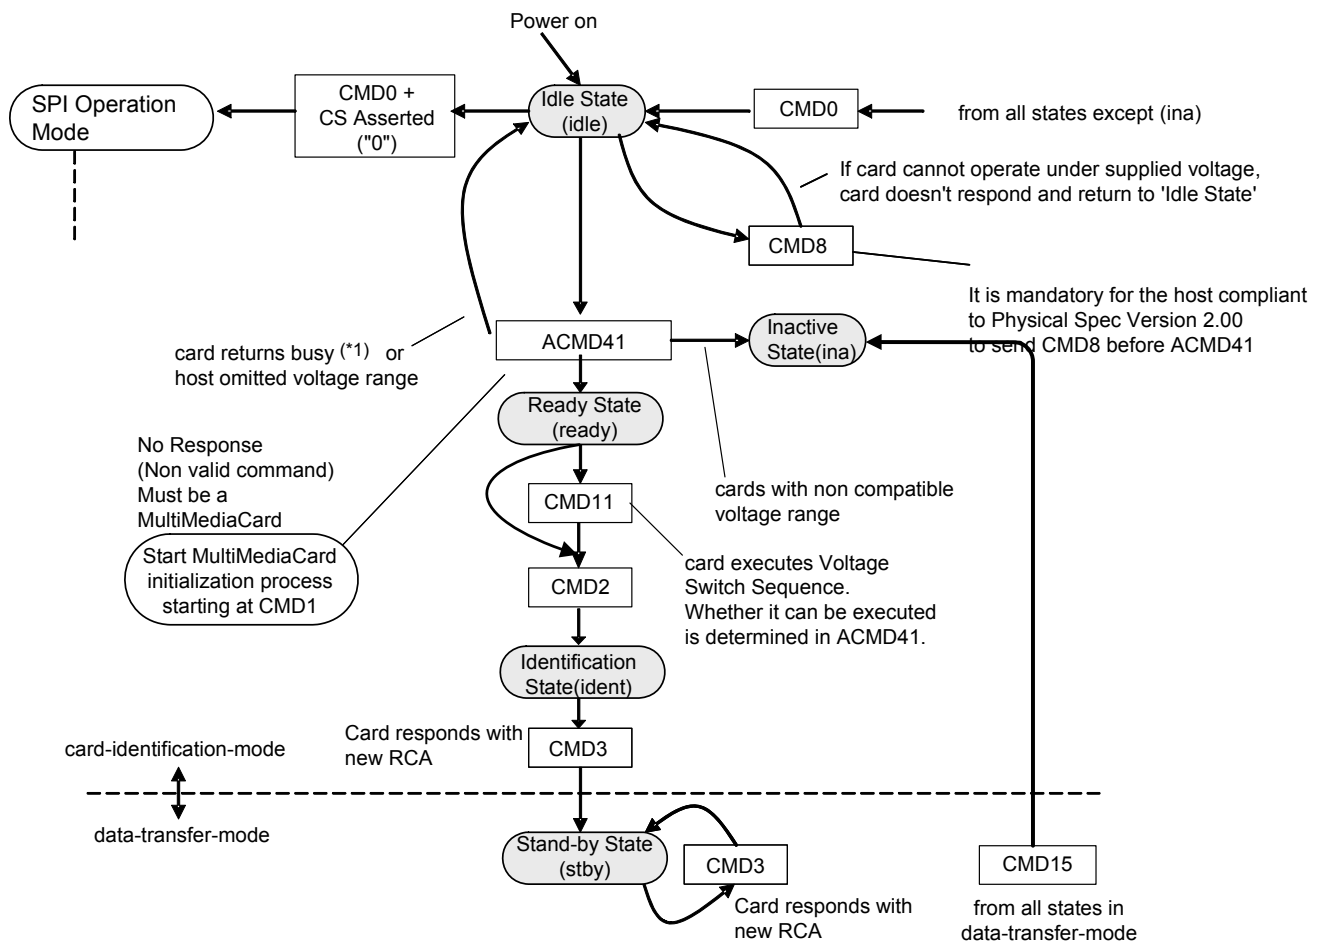 Power on
SPI Operation
Mode
CMD0 +
CS Asserted
("0")
Idle State
(idle)
CMD0
from all states except (ina)
If card cannot operate under supplied voltage,
card doesn't respond and return to 'Idle State'
CMD8
It is mandatory for the host compliant
to Physical Spec Version 2.00
to send CMD8 before ACMD41
ACMD41
Inactive
State(ina)
card returns busy (*1) or
host omitted voltage range
Ready State
(ready)
No Response
(Non valid command)
Must be a
MultiMediaCard
Start MultiMediaCard
initialization process
starting at CMD1
CMD11
cards with non compatible
voltage range
card executes Voltage
Switch Sequence.
Whether it can be executed
is determined in ACMD41.
CMD2
Identification
State(ident)
Card responds with
new RCA
CMD3
card-identification-mode
data-transfer-mode
Stand-by State
(stby)
CMD3
Card responds with
new RCA
CMD15
from all states in
data-transfer-mode